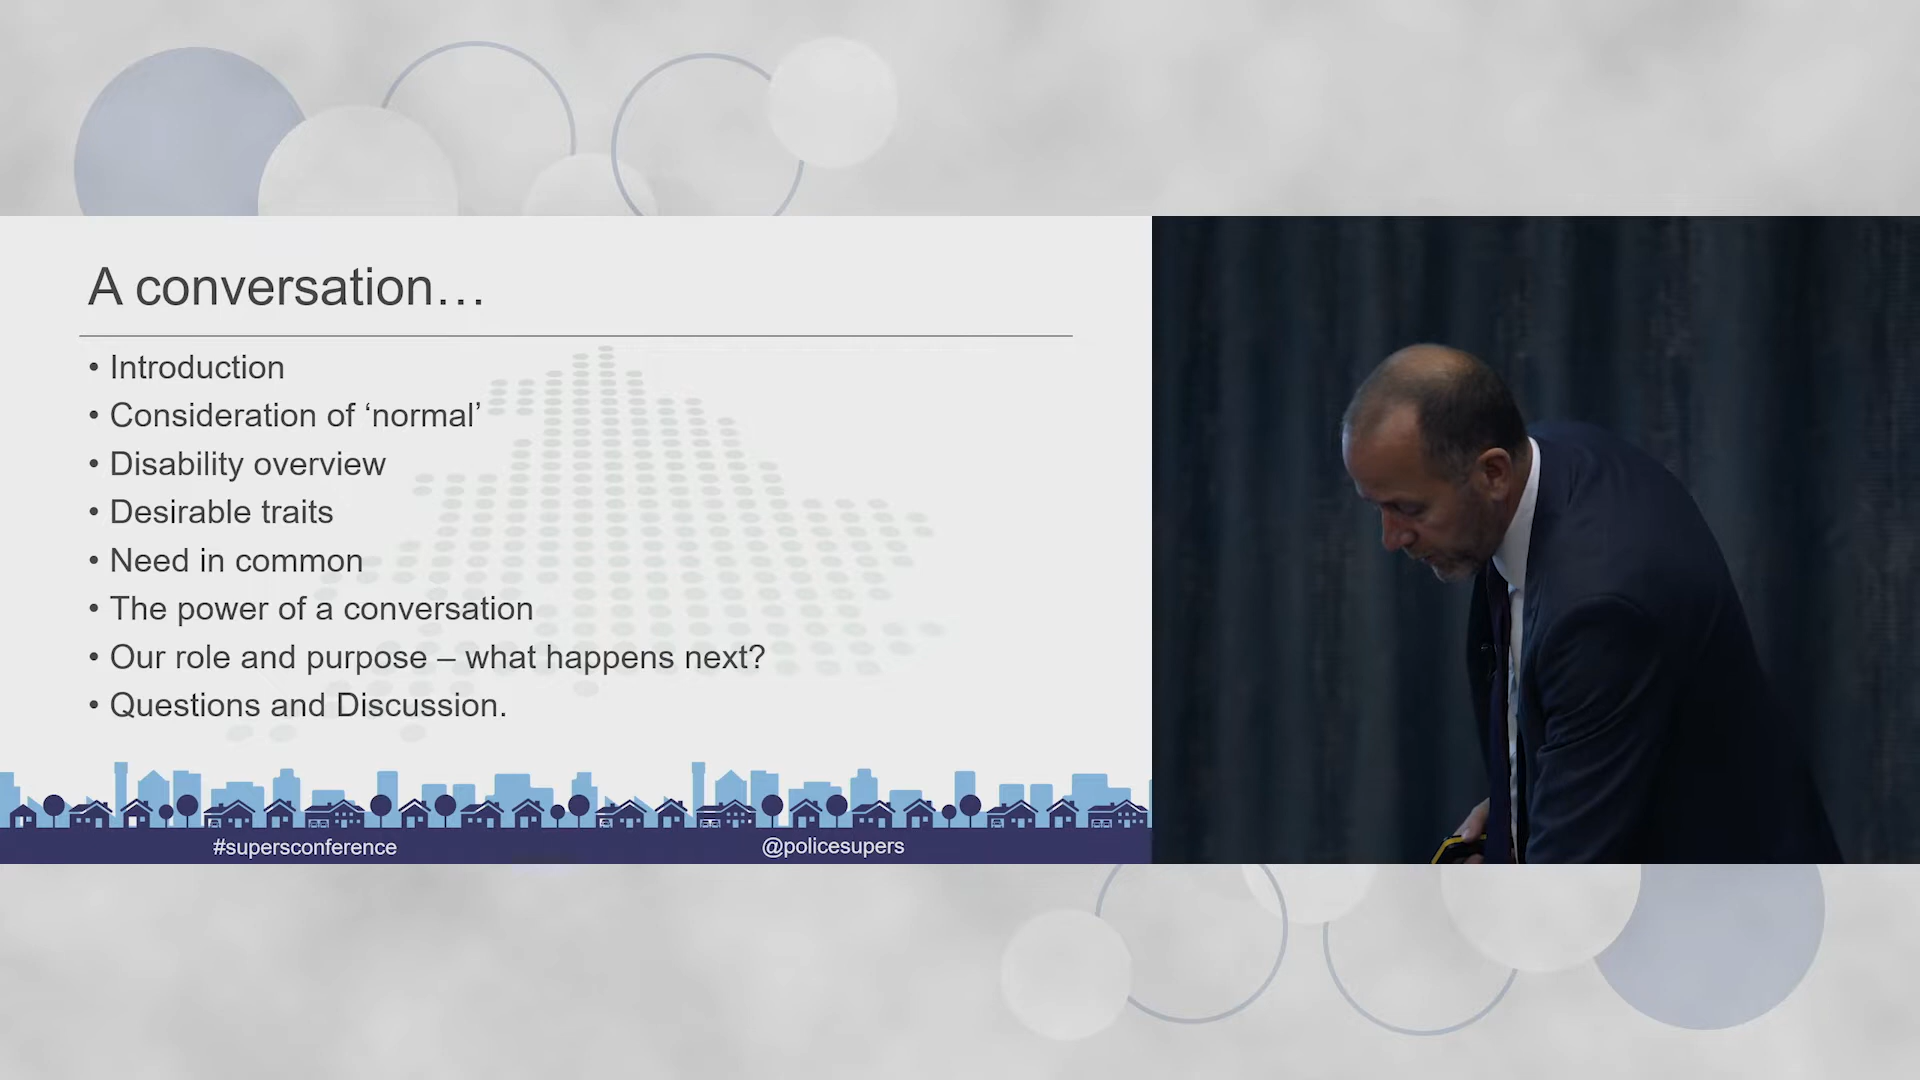 A conversation…
• Introduction
• Consideration of ‘normal’
• Disability overview
• Desirable traits
• Need in common
• The power of a conversation
• Our role and purpose – what happens next?
• Questions and Discussion.
#supersconference
@policesupers